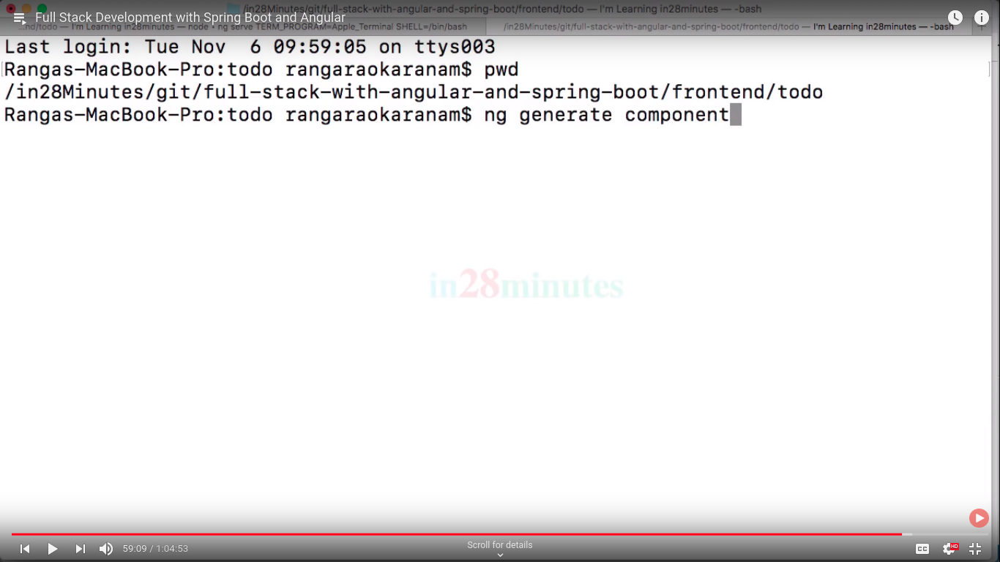 /in28Minutes/git/full-stack-with-angular-and-spring-boot/frontend/todo — I'm Learning in28minutes — -bash
Full Stack Development with Spring Boot and Angular
...nd/todo — I'm Learning in28minutes — node • ng serve TERM_PROGRAM=Apple_Terminal SHELL=/bin/bash
/in28Minutes/git/full-stack-with-angular-and-spring-boot/frontend/todo — I'm Learning in28minutes — -bash
Last login: Tue Nov  6 09:59:05 on ttys003
Rangas-MacBook-Pro:todo rangaraokaranam$ pwd
/in28Minutes/git/full-stack-with-angular-and-spring-boot/frontend/todo
Rangas-MacBook-Pro:todo rangaraokaranam$ ng generate component
in28minutes
59:09 / 1:04:53
Scroll for details
CC
HD